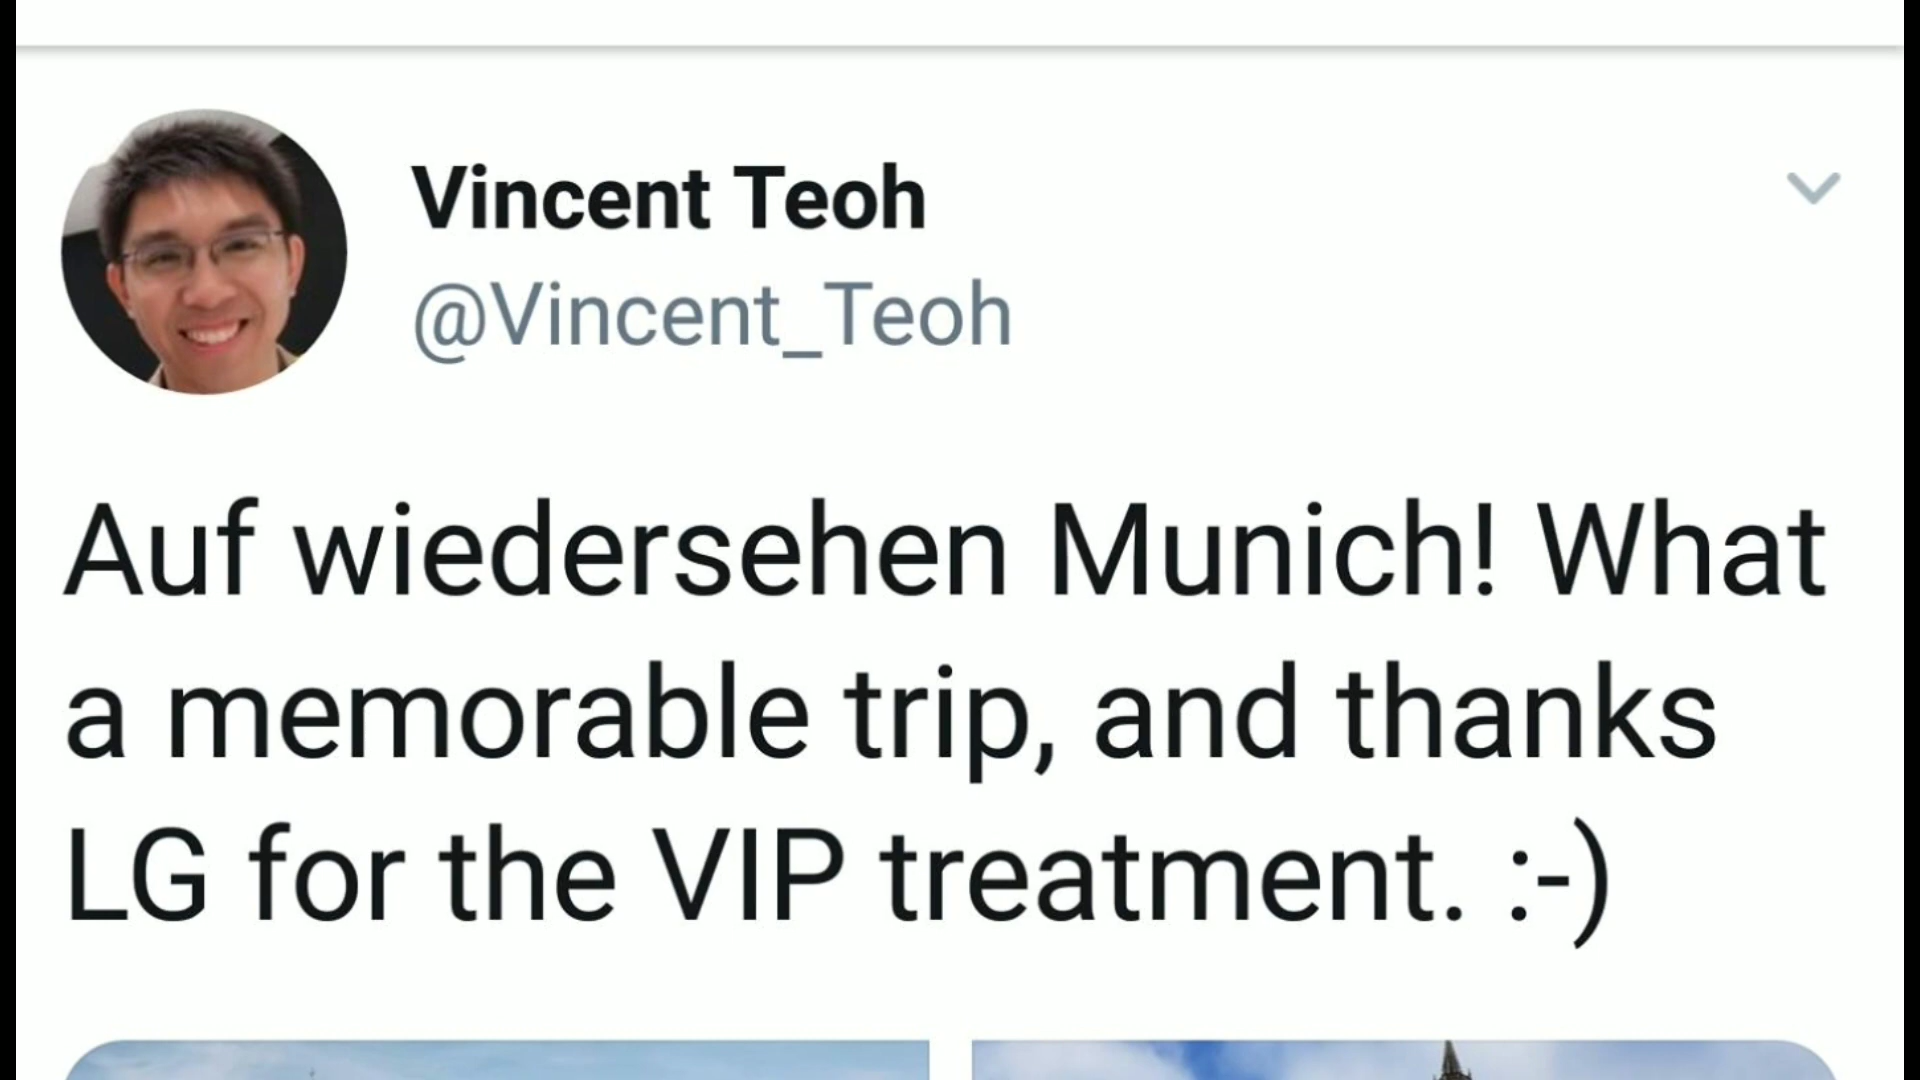 Vincent Teoh
@Vincent_Teoh
Auf wiedersehen Munich! What
a memorable trip, and thanks
LG for the VIP treatment. :-)